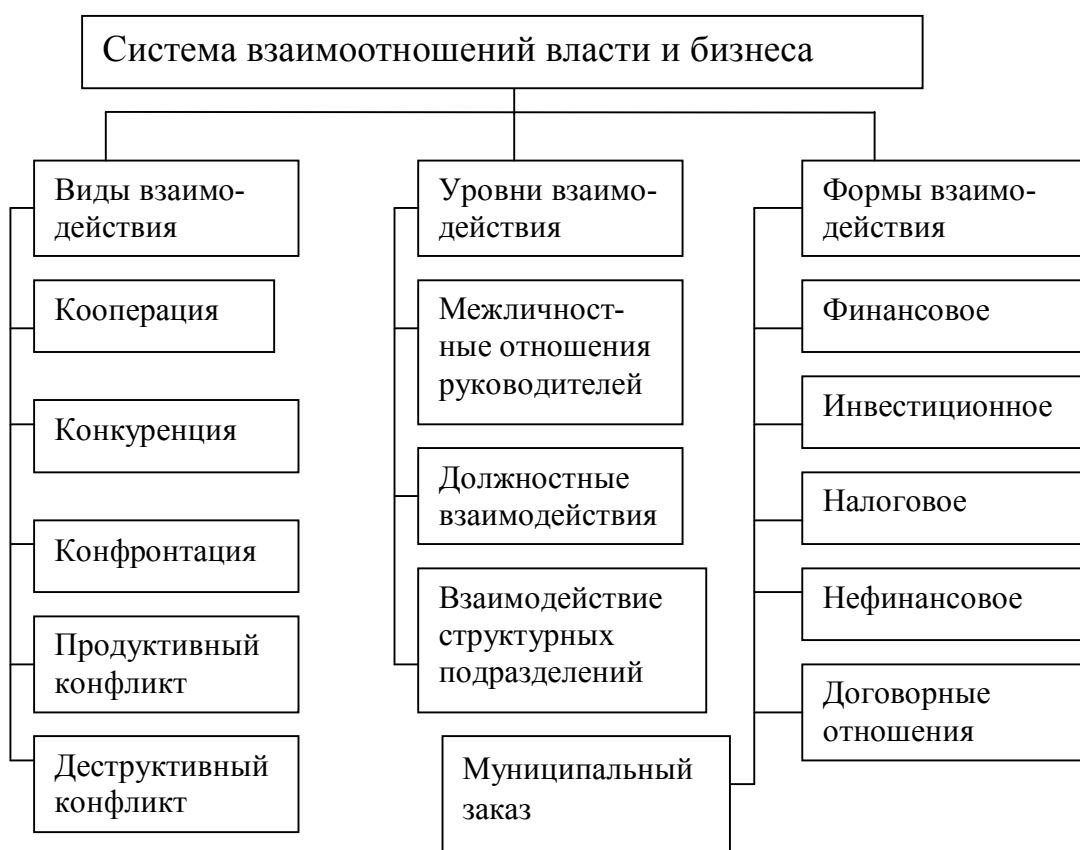 Система взаимоотношений власти и бизнеса
Виды взаимо-
действия
Кооперация
Конкуренция
Конфронтация
Продуктивный
конфликт
Деструктивный
конфликт
Уровни взаимо-
действия
Межличност-
ные отношения
руководителей
Должностные
взаимодействия
Взаимодействие
структурных
подразделений
Формы взаимо-
действия
Финансовое
Инвестиционное
Налоговое
Нефинансовое
Договорные
отношения
Муниципальный
заказ